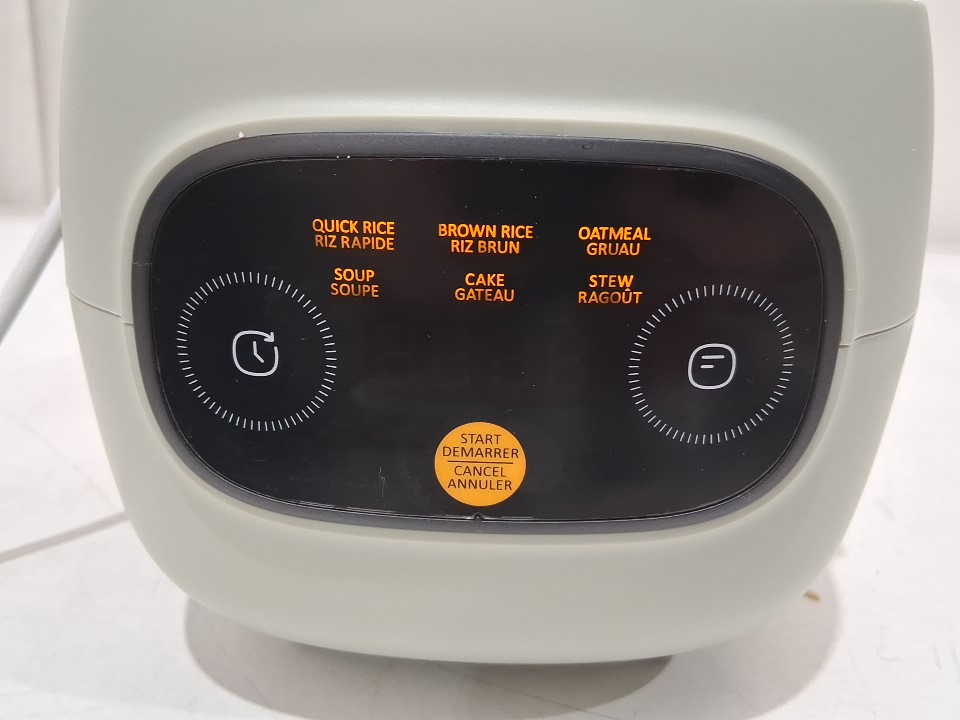 QUICK RICE
RIZ RAPIDE
BROWN RICE
RIZ BRUN
OATMEAL
GRUAU
SOUP
SOUPE
CAKE
GATEAU
STEW
RAGOÛT
START
DEMARRER
CANCEL
ANNULER